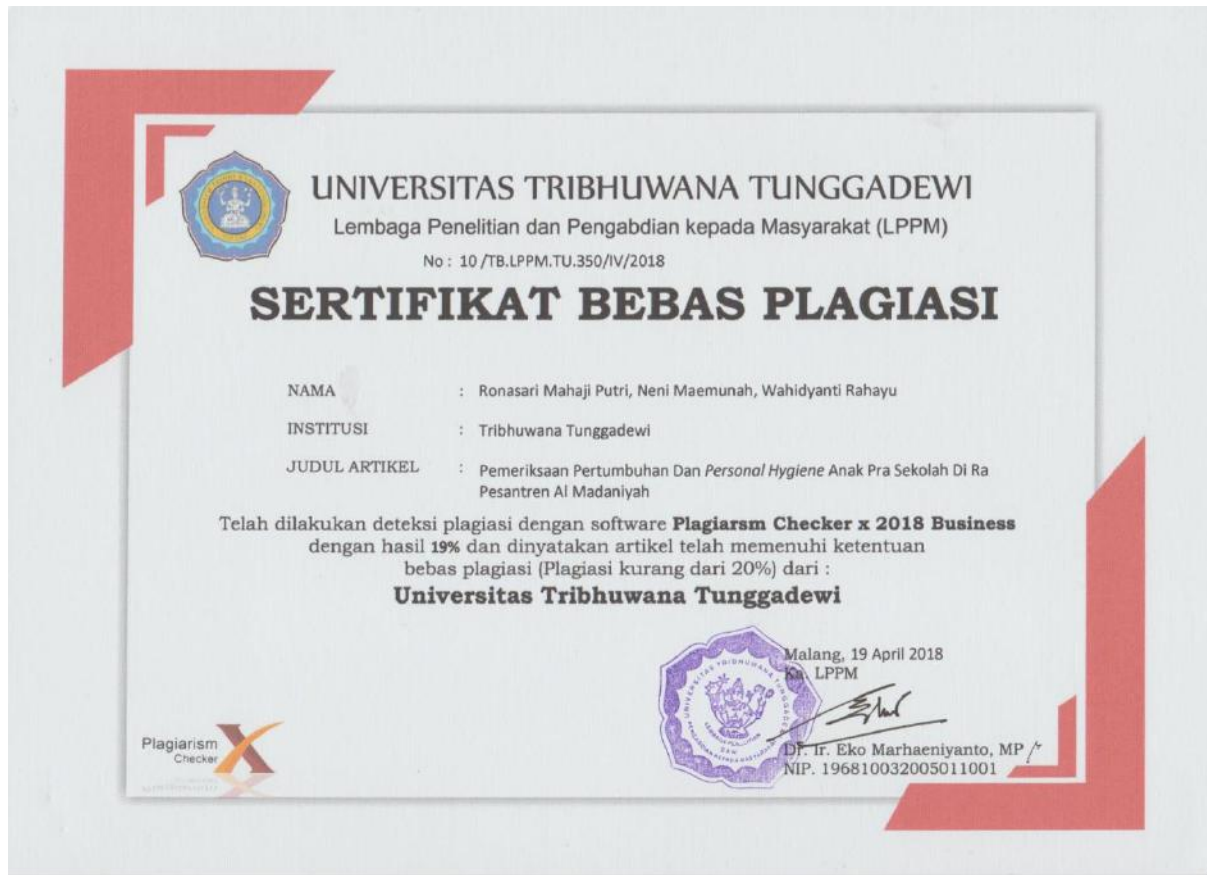 UNIVERSITAS TRIBHUWANA TUNGGADEWI
Lembaga Penelitian dan Pengabdian kepada Masyarakat (LPPM)
No : 10 /TB.LPPM.TU.350/IV/2018
SERTIFIKAT BEBAS PLAGIASI
NAMA : Ronasari Mahaji Putri, Neni Maemunah, Wahidyanti Rahayu
INSTITUSI : Tribhuwana Tunggadewi
JUDUL ARTIKEL : Pemeriksaan Pertumbuhan Dan Personal Hygiene Anak Pra Sekolah Di Ra
Pesantren Al Madaniyah
Telah dilakukan deteksi plagiasi dengan software Plagiarsm Checker x 2018 Business
dengan hasil 19% dan dinyatakan artikel telah memenuhi ketentuan
bebas plagiasi (Plagiasi kurang dari 20%) dari :
Universitas Tribhuwana Tunggadewi
Malang, 19 April 2018
Ka. LPPM
Dr. Ir. Eko Marhaeniyanto, MP
NIP. 196810032005011001
Plagiarism
Checker